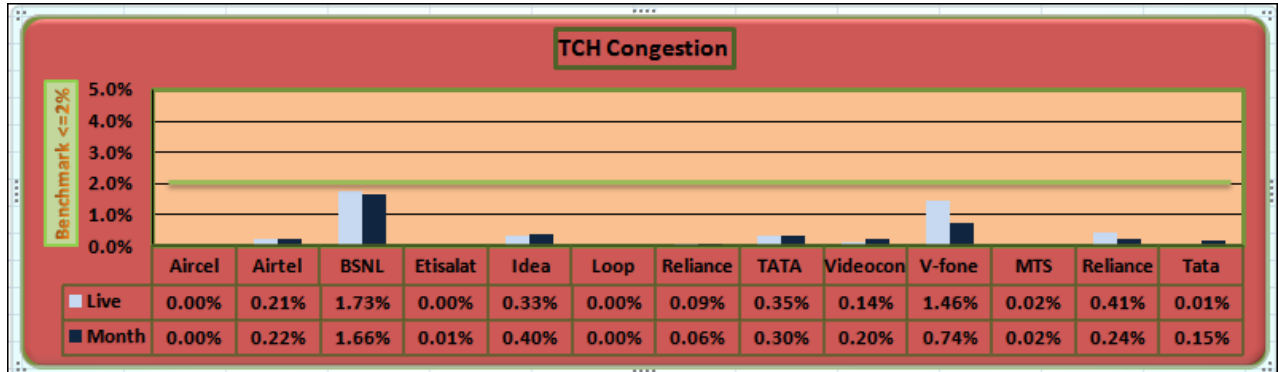 TCH Congestion
Benchmark <=2%
5.0%
4.0%
3.0%
2.0%
1.0%
0.0%
Aircel Airtel BSNL Etisalat Idea Loop Reliance TATA Videocon V-fone MTS Reliance Tata
Live 0.00% 0.21% 1.73% 0.00% 0.33% 0.00% 0.09% 0.35% 0.14% 1.46% 0.02% 0.41% 0.01%
Month 0.00% 0.22% 1.66% 0.01% 0.40% 0.00% 0.06% 0.30% 0.20% 0.74% 0.02% 0.24% 0.15%